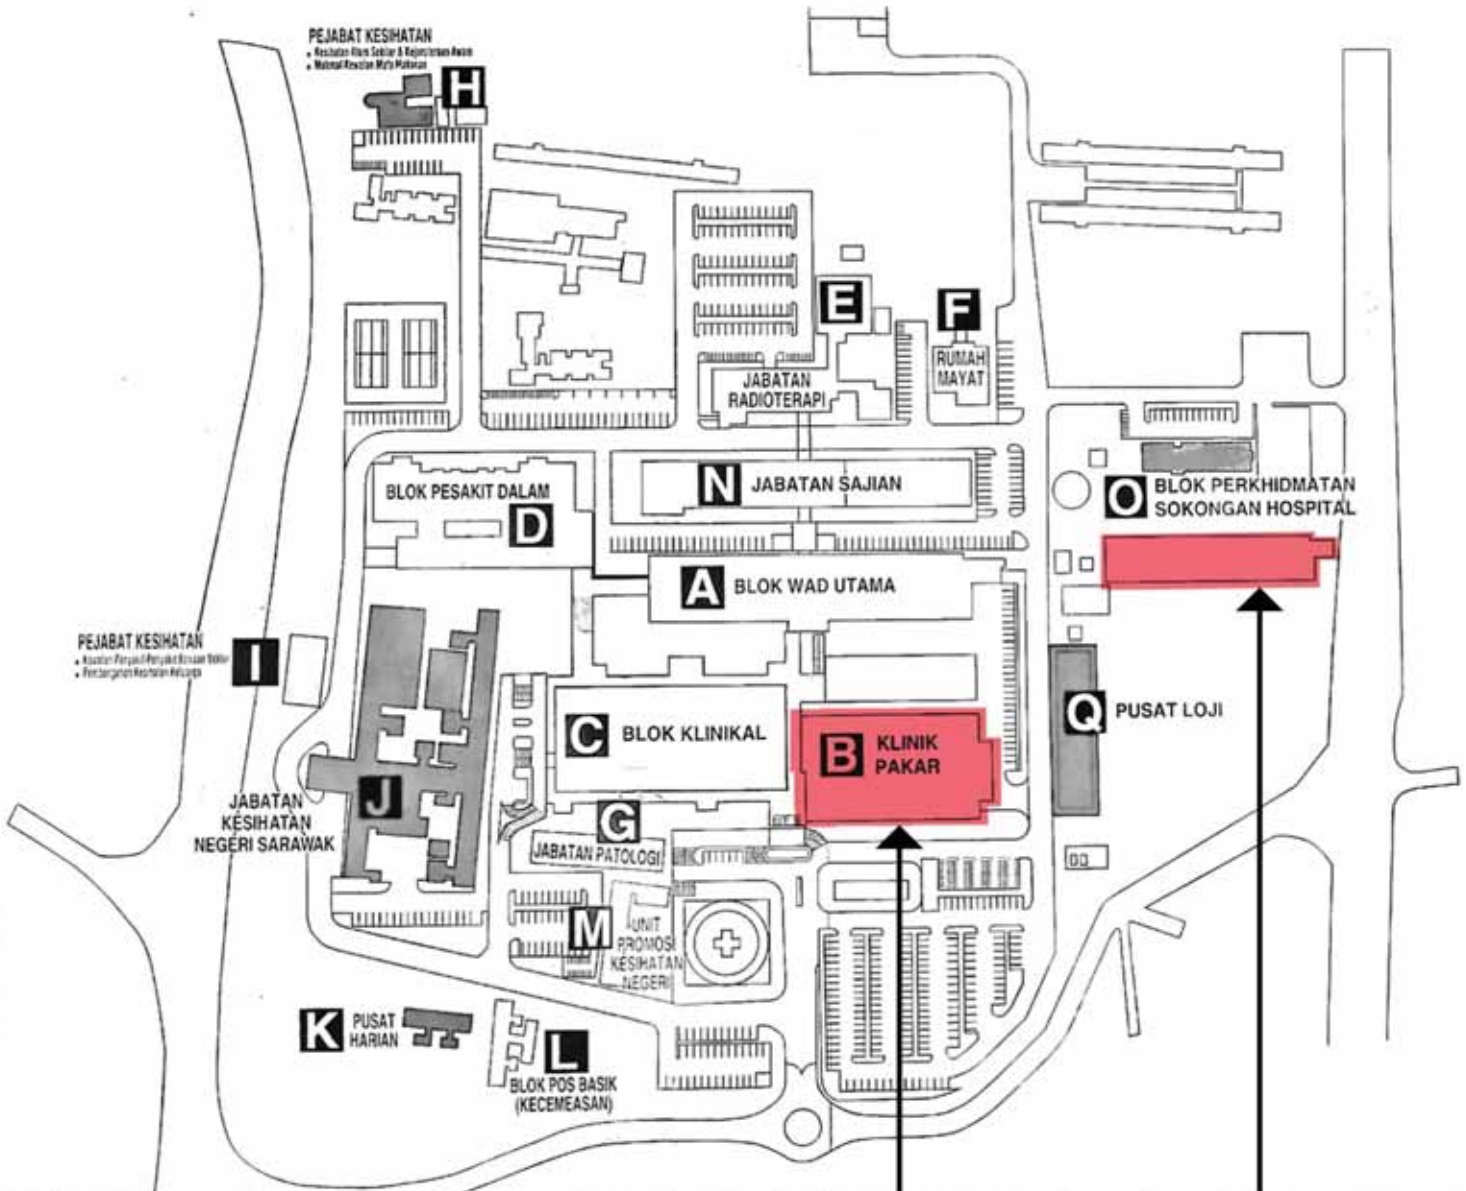 PEJABAT KESIHATAN
H
E
F
RUMAH
MAYAT
JABATAN
RADIOTERAPI
N JABATAN SAJIAN
BLOK PESAKIT DALAM
D
O BLOK PERKHIDMATAN
SOKONGAN HOSPITAL
A BLOK WAD UTAMA
PEJABAT KESIHATAN
I
Q PUSAT LOJI
C BLOK KLINIKAL
B KLINIK
PAKAR
J
JABATAN
KESIHATAN
NEGERI SARAWAK
G
JABATAN PATOLOGI
M UNIT
PROMOSI
KESIHATAN
NEGERI
K PUSAT
HARIAN
L
BLOK POS BASIK
(KECEMEASAN)